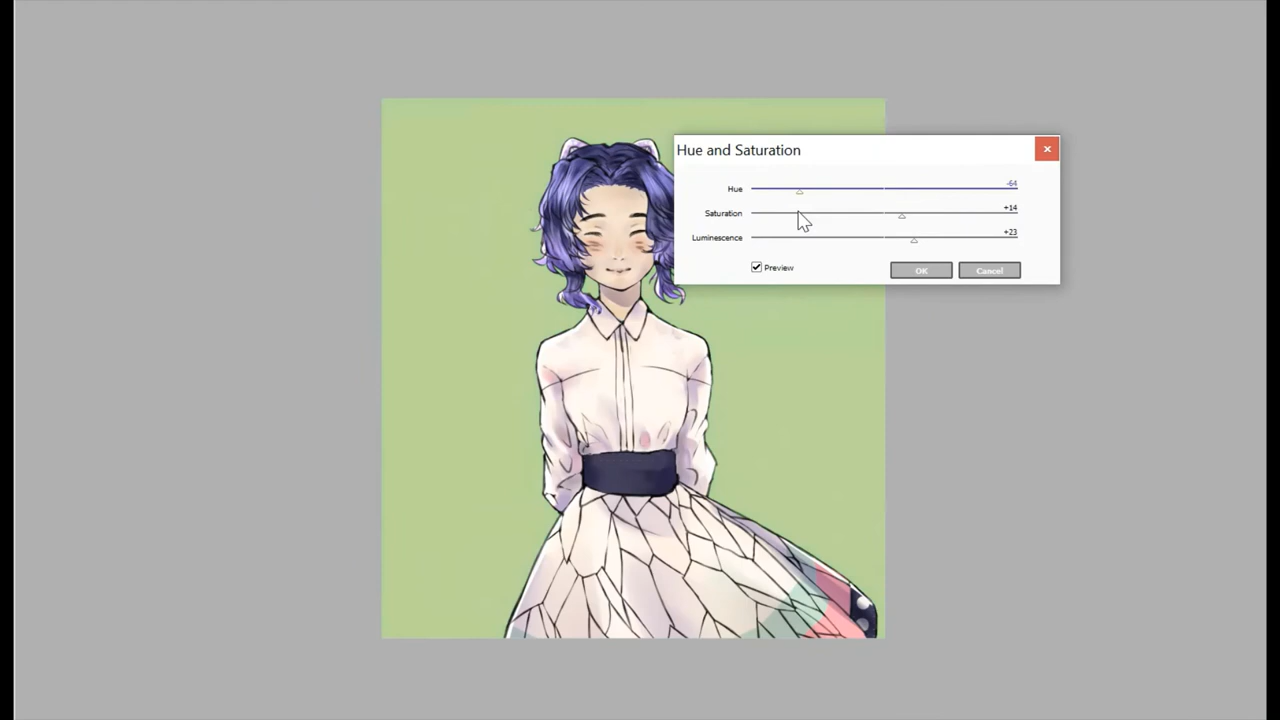 Hue and Saturation
Hue -64
Saturation +14
Luminescence +23
Preview OK Cancel